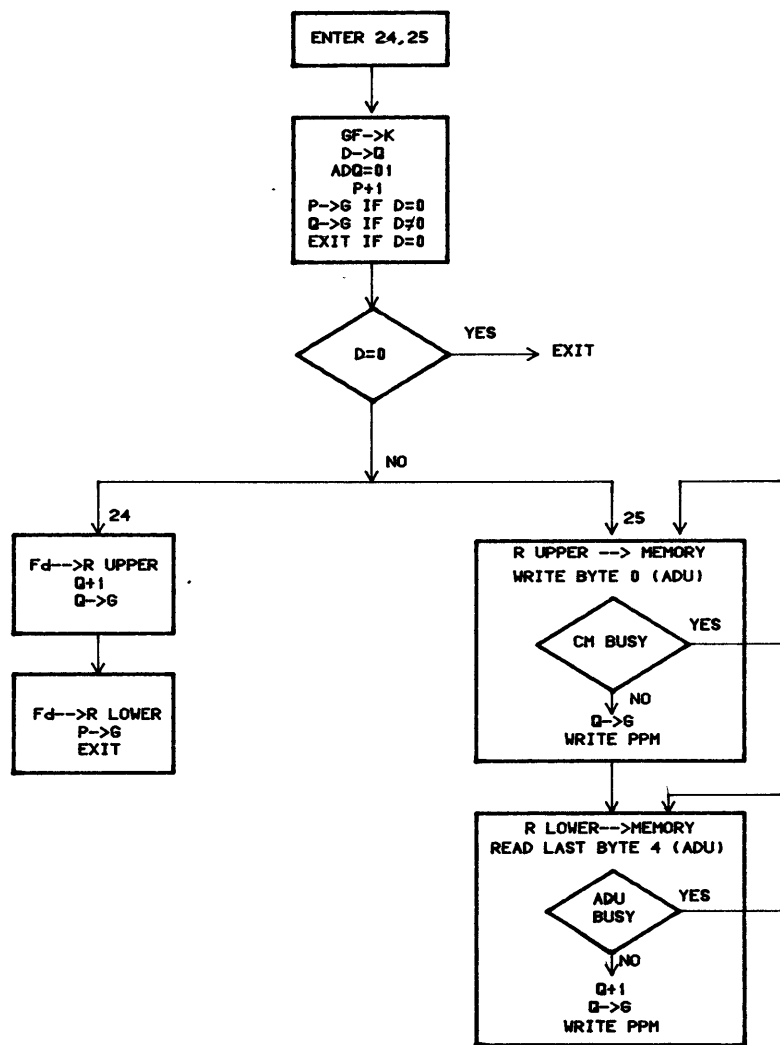 ENTER 24,25
GF->K
D->Q
ADQ=01
P+1
P->G IF D=0
Q->G IF D≠0
EXIT IF D=0
D=0
YES
EXIT
NO
24
Fd-->R UPPER
Q+1
Q->G
Fd-->R LOWER
P->G
EXIT
25
R UPPER --> MEMORY
WRITE BYTE 0 (ADU)
CM BUSY
YES
NO
Q->G
WRITE PPM
R LOWER-->MEMORY
READ LAST BYTE 4 (ADU)
ADU
BUSY
YES
NO
Q+1
Q->G
WRITE PPM